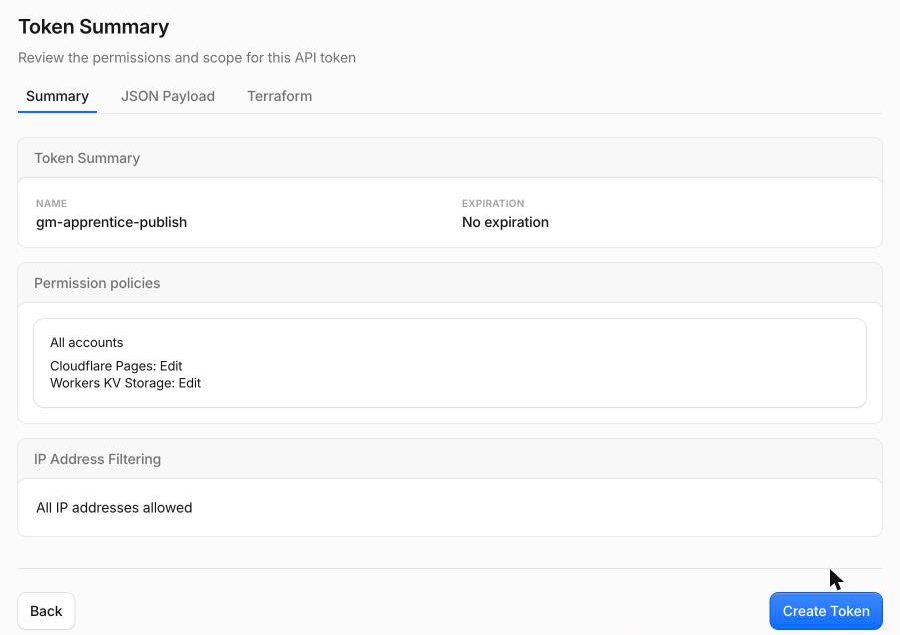 Token Summary
Review the permissions and scope for this API token
Summary JSON Payload Terraform
Token Summary
NAME EXPIRATION
gm-apprentice-publish No expiration
Permission policies
All accounts
Cloudflare Pages: Edit
Workers KV Storage: Edit
IP Address Filtering
All IP addresses allowed
Back Create Token